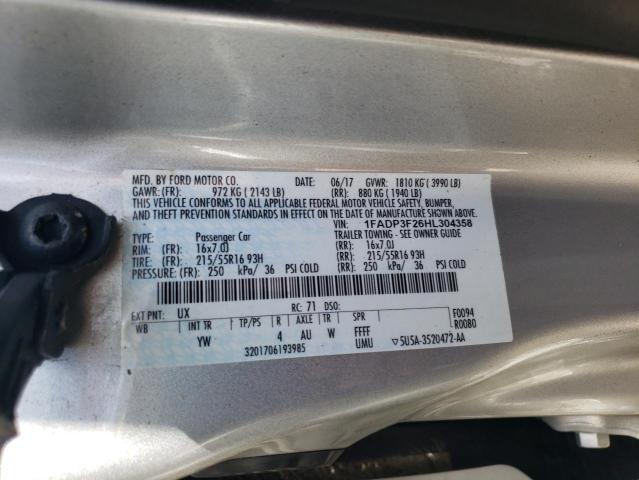 MFD. BY FORD MOTOR CO. DATE: 06/17 GVWR: 1810 KG ( 3990 LB)
GAWR: (FR): 972 KG ( 2143 LB) (RR): 880 KG ( 1940 LB)
THIS VEHICLE CONFORMS TO ALL APPLICABLE FEDERAL MOTOR VEHICLE SAFETY, BUMPER,
AND THEFT PREVENTION STANDARDS IN EFFECT ON THE DATE OF MANUFACTURE SHOWN ABOVE.
VIN: 1FADP3F26HL304358
TYPE: Passenger Car TRAILER TOWING - SEE OWNER GUIDE
RIM: (FR): 16x7.0J (RR): 16x7.0J
TIRE: (FR): 215/55R16 93H (RR): 215/55R16 93H
PRESSURE: (FR): 250 kPa/ 36 PSI COLD (RR): 250 kPa/ 36 PSI COLD
EXT PNT: UX RC: 71 DSO: F0094
WB INT TR TP/PS R AXLE TR SPR R0080
YW 4 AU W FFFF
3201706193985 UMU ▽5U5A-3520472-AA